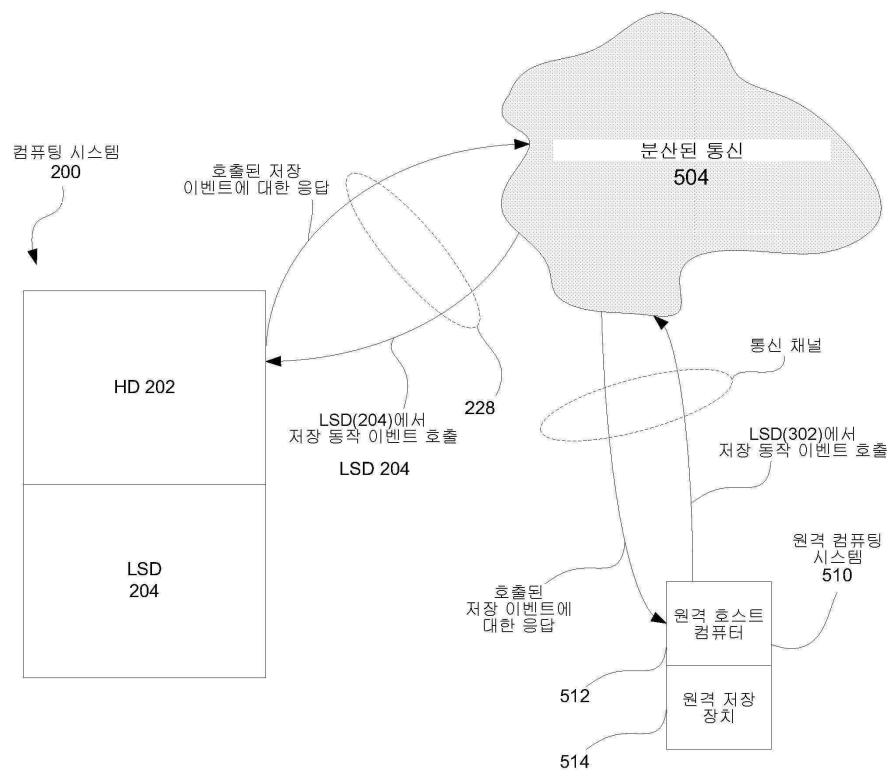 컴퓨팅 시스템
200
호출된 저장
이벤트에 대한 응답
분산된 통신
504
HD 202
LSD(204)에서
저장 동작 이벤트 호출
LSD 204
228
통신 채널
LSD(302)에서
저장 동작 이벤트 호출
LSD
204
호출된
저장 이벤트에
대한 응답
원격 컴퓨팅
시스템
510
원격 호스트
컴퓨터
512
원격 저장
장치
514